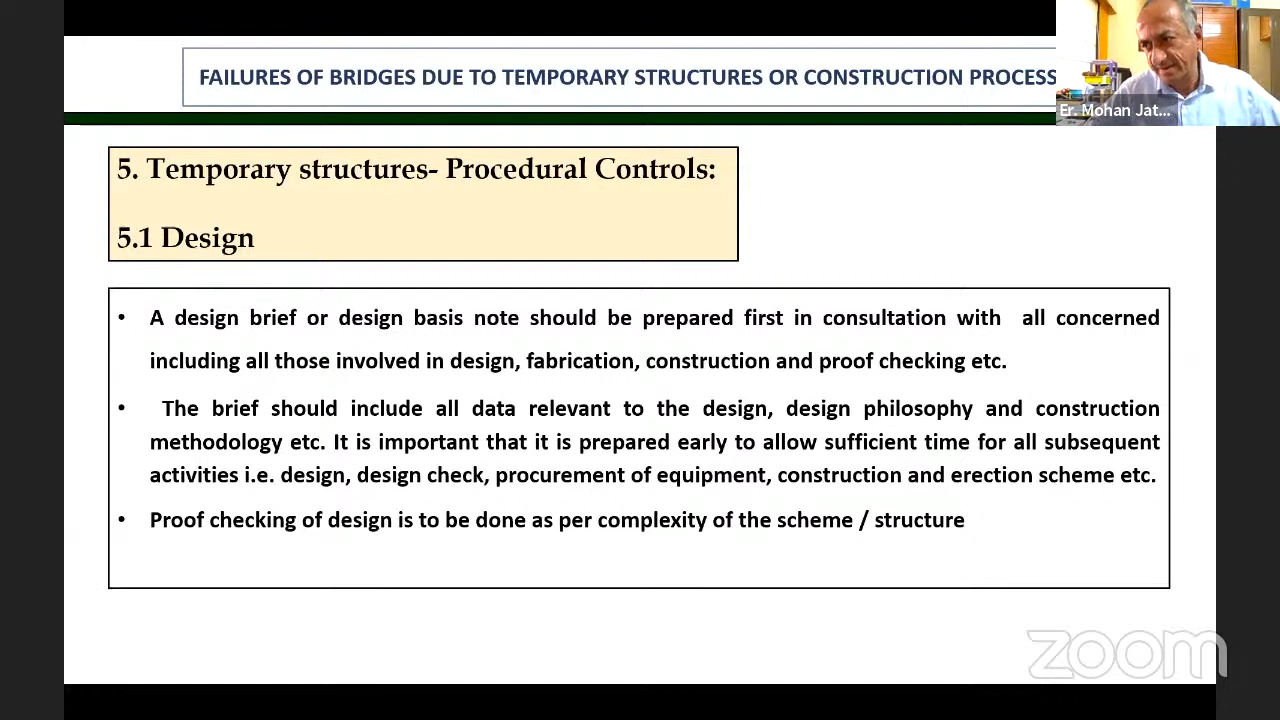 FAILURES OF BRIDGES DUE TO TEMPORARY STRUCTURES OR CONSTRUCTION PROCESS
Er. Mohan Jat...
5. Temporary structures- Procedural Controls:
5.1 Design
• A design brief or design basis note should be prepared first in consultation with all concerned
including all those involved in design, fabrication, construction and proof checking etc.
• The brief should include all data relevant to the design, design philosophy and construction
methodology etc. It is important that it is prepared early to allow sufficient time for all subsequent
activities i.e. design, design check, procurement of equipment, construction and erection scheme etc.
• Proof checking of design is to be done as per complexity of the scheme / structure
zoom